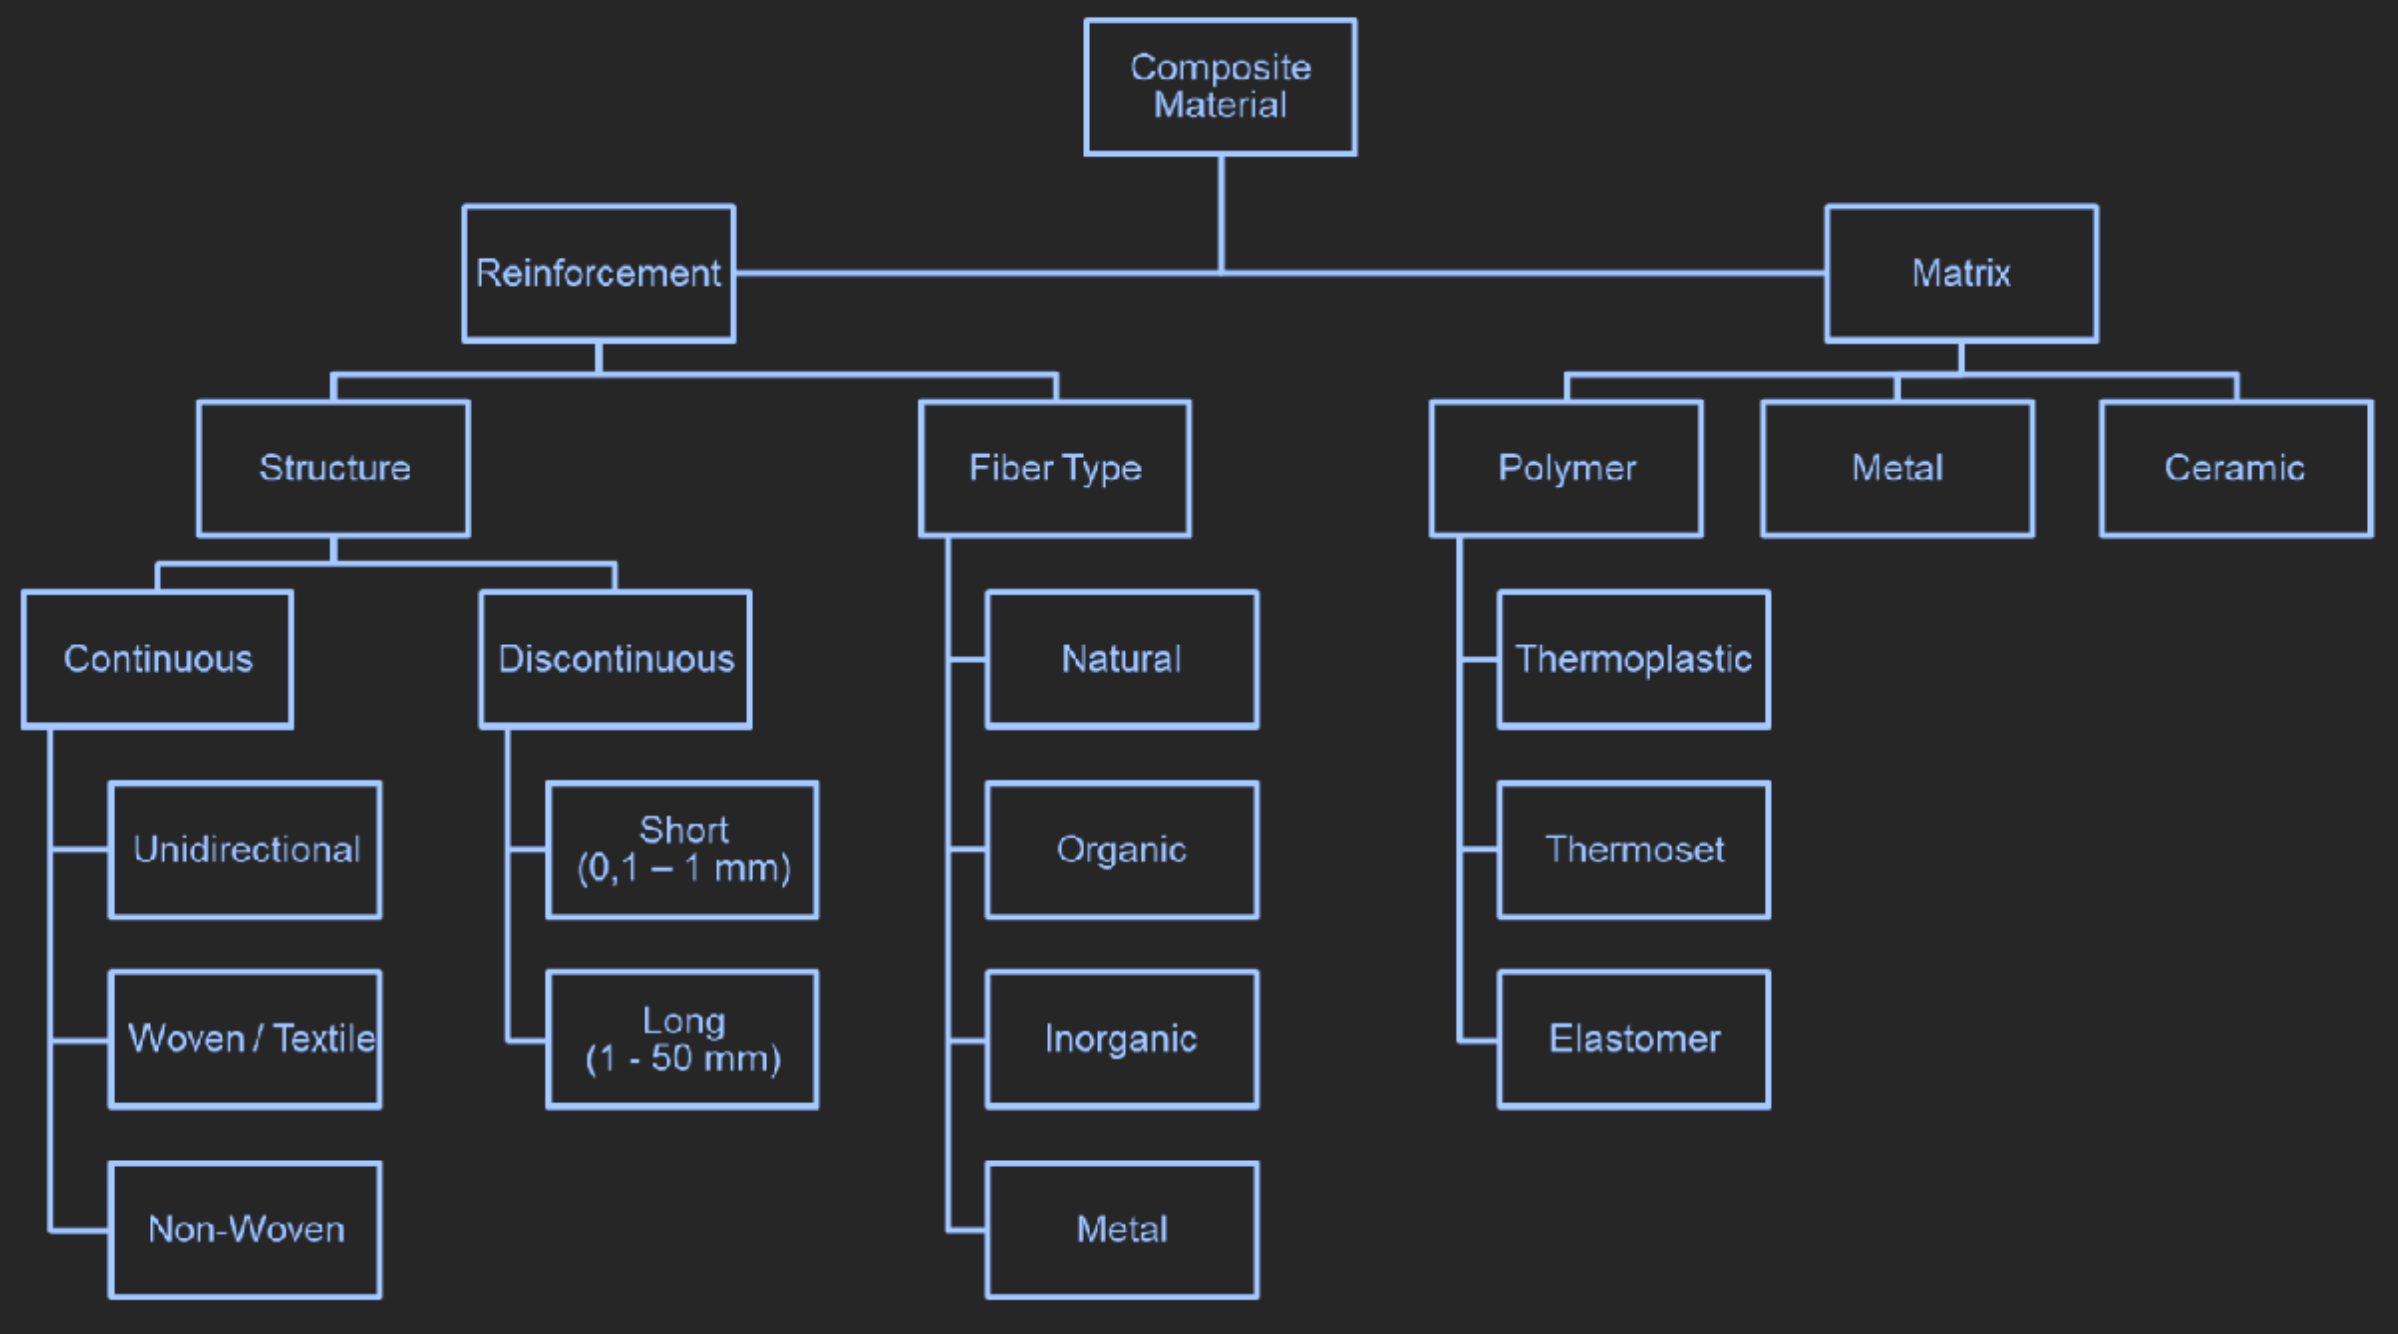 Composite
Material
Reinforcement
Matrix
Structure
Fiber Type
Polymer
Metal
Ceramic
Continuous
Discontinuous
Natural
Thermoplastic
Unidirectional
Short
(0,1 – 1 mm)
Organic
Thermoset
Woven / Textile
Long
(1 - 50 mm)
Inorganic
Elastomer
Non-Woven
Metal